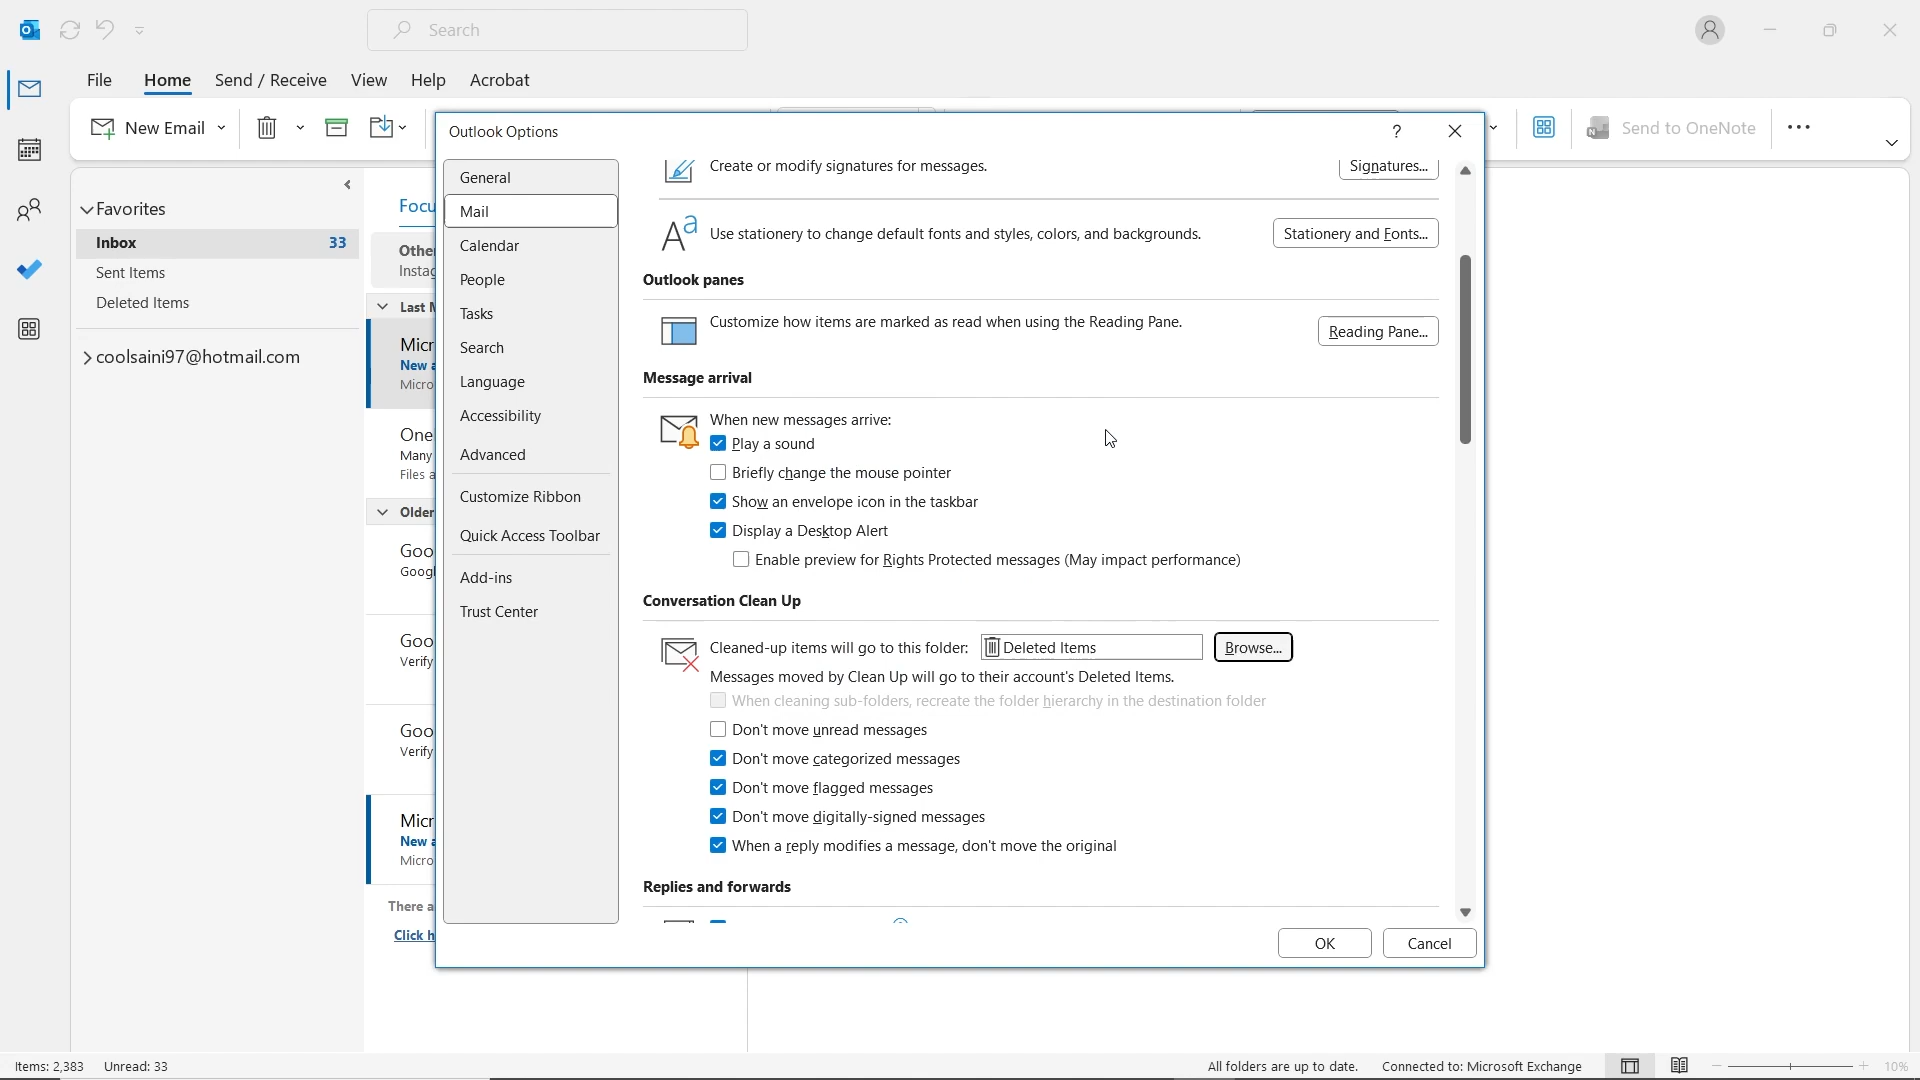 Search
File Home Send / Receive View Help Acrobat
New Email
Send to OneNote
Favorites
Inbox 33
Sent Items
Deleted Items
coolsaini97@hotmail.com
Focu
Othe
Instag
Last M
Micr
New a
Micro
One
Many
Files a
Older
Goo
Googl
Goo
Verify
Goo
Verify
Micr
New a
Micro
There a
Click h
Outlook Options
?
General
Mail
Calendar
People
Tasks
Search
Language
Accessibility
Advanced
Customize Ribbon
Quick Access Toolbar
Add-ins
Trust Center
Create or modify signatures for messages. Signatures...
Use stationery to change default fonts and styles, colors, and backgrounds. Stationery and Fonts...
Outlook panes
Customize how items are marked as read when using the Reading Pane. Reading Pane...
Message arrival
When new messages arrive:
Play a sound
Briefly change the mouse pointer
Show an envelope icon in the taskbar
Display a Desktop Alert
Enable preview for Rights Protected messages (May impact performance)
Conversation Clean Up
Cleaned-up items will go to this folder: Deleted Items Browse...
Messages moved by Clean Up will go to their account's Deleted Items.
When cleaning sub-folders, recreate the folder hierarchy in the destination folder
Don't move unread messages
Don't move categorized messages
Don't move flagged messages
Don't move digitally-signed messages
When a reply modifies a message, don't move the original
Replies and forwards
OK Cancel
Items: 2,383 Unread: 33 All folders are up to date. Connected to: Microsoft Exchange 10%